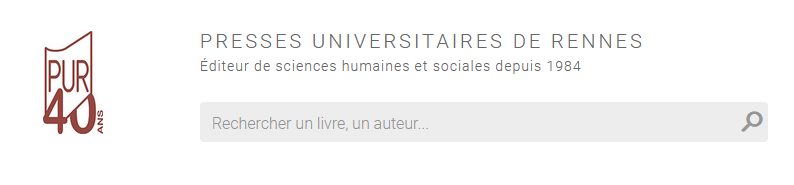 PRESSES UNIVERSITAIRES DE RENNES
Éditeur de sciences humaines et sociales depuis 1984
PUR
40
ANS
Rechercher un livre, un auteur...